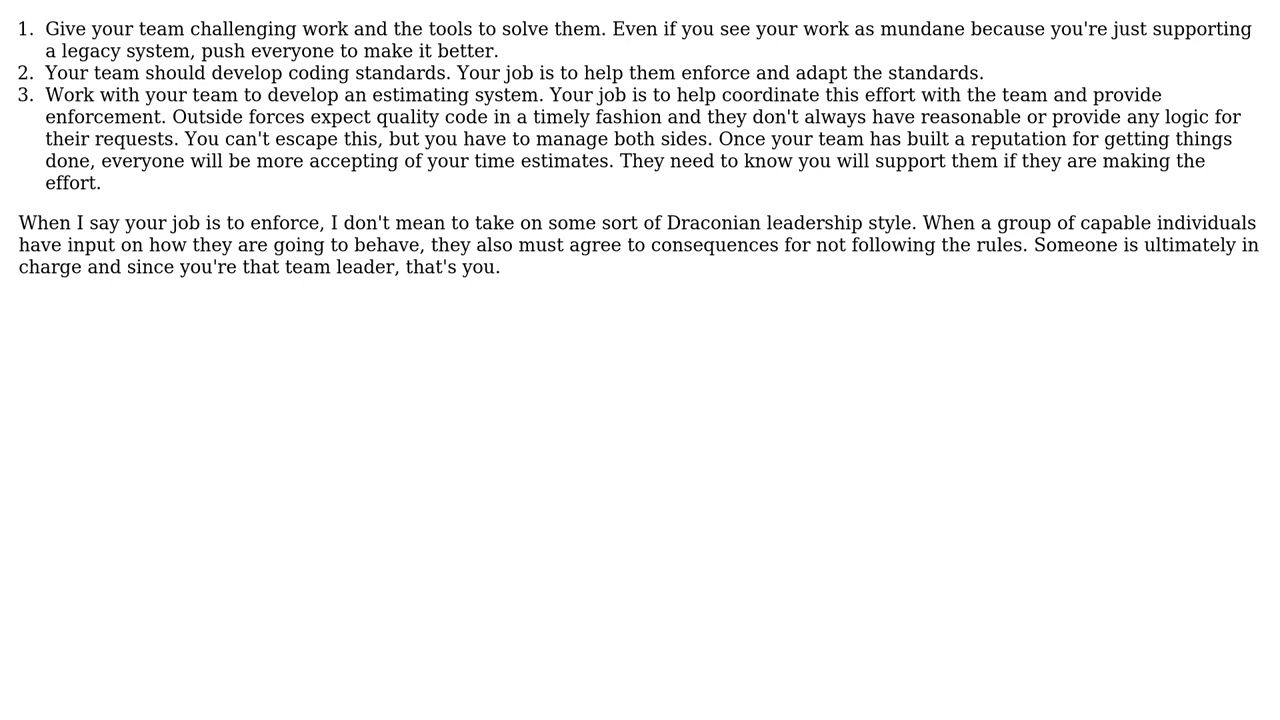 1. Give your team challenging work and the tools to solve them. Even if you see your work as mundane because you're just supporting
a legacy system, push everyone to make it better.
2. Your team should develop coding standards. Your job is to help them enforce and adapt the standards.
3. Work with your team to develop an estimating system. Your job is to help coordinate this effort with the team and provide
enforcement. Outside forces expect quality code in a timely fashion and they don't always have reasonable or provide any logic for
their requests. You can't escape this, but you have to manage both sides. Once your team has built a reputation for getting things
done, everyone will be more accepting of your time estimates. They need to know you will support them if they are making the
effort.
When I say your job is to enforce, I don't mean to take on some sort of Draconian leadership style. When a group of capable individuals
have input on how they are going to behave, they also must agree to consequences for not following the rules. Someone is ultimately in
charge and since you're that team leader, that's you.